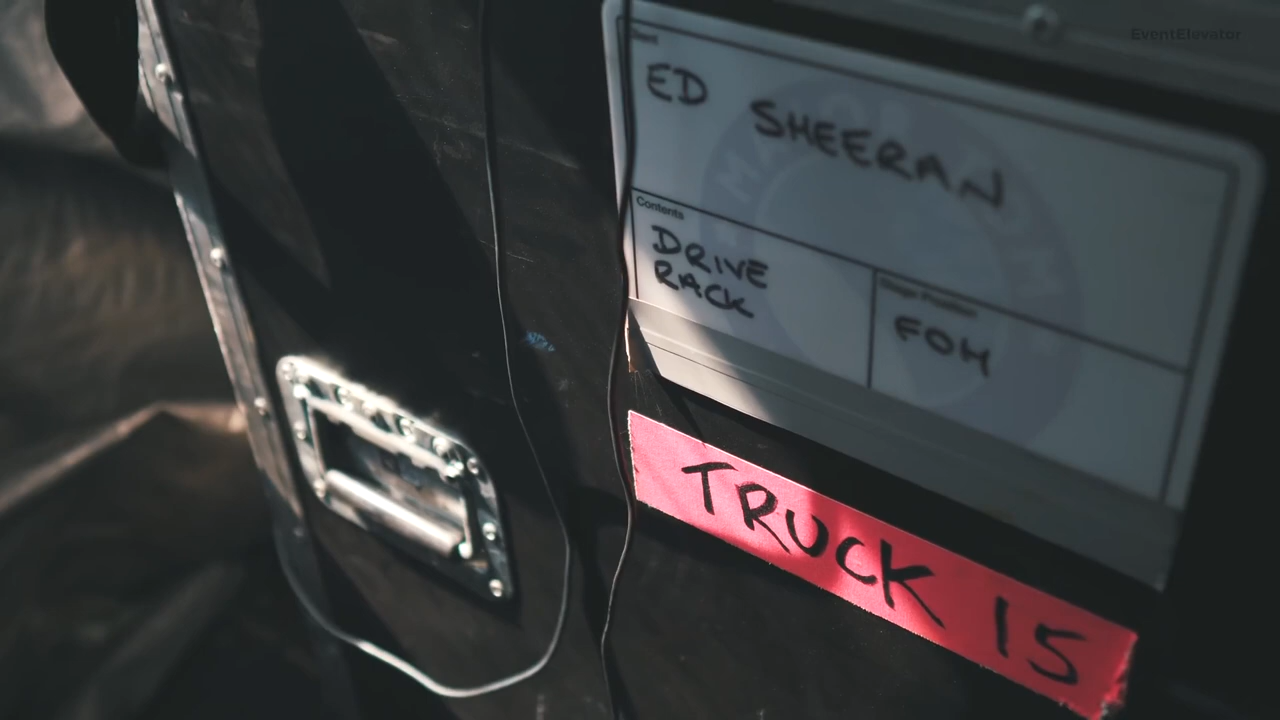 EventElevator
ED SHEERAN
Contents
DRIVE
RACK
FOH
TRUCK 15